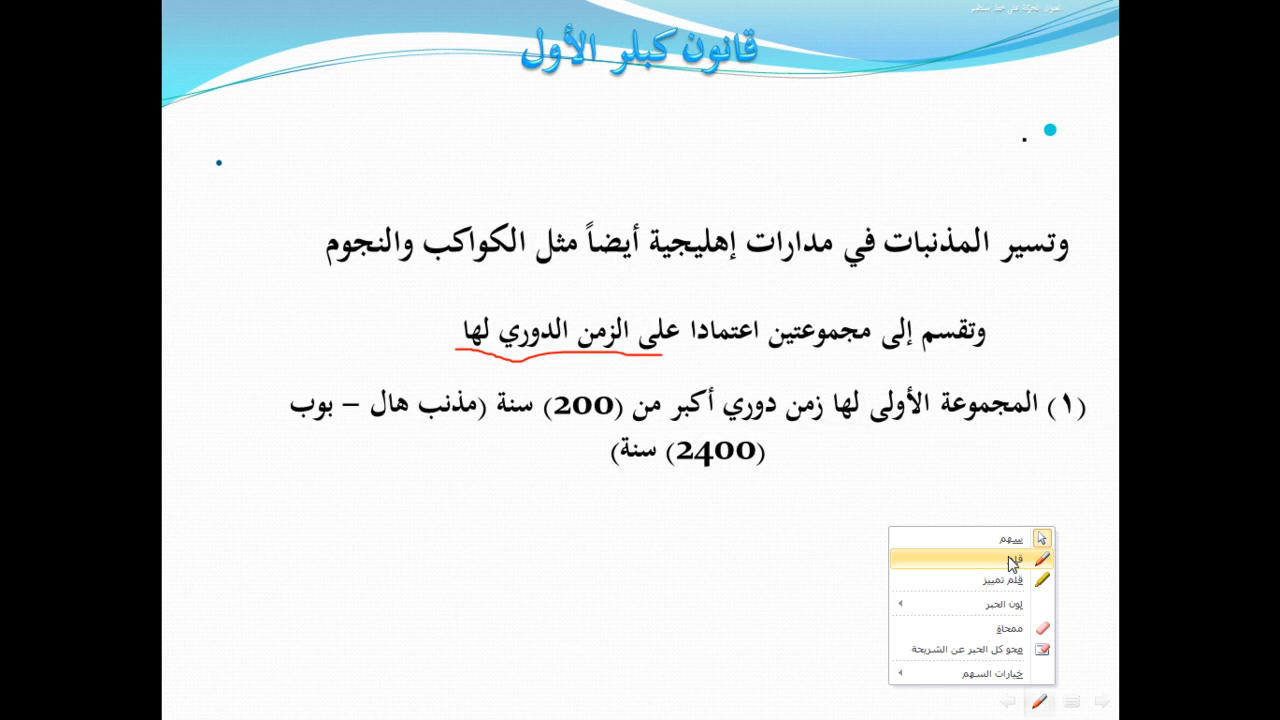 قانون كبلر الأول
.
وتسير المذنبات في مدارات إهليجية أيضاً مثل الكواكب والنجوم
وتقسم إلى مجموعتين اعتمادا على الزمن الدوري لها
(١) المجموعة الأولى لها زمن دوري أكبر من (200) سنة (مذنب هال – بوب
(2400) سنة)
سهم
قلم تمييز
لون الحبر
ممحاة
محو كل الحبر عن الشريحة
خيارات السهم